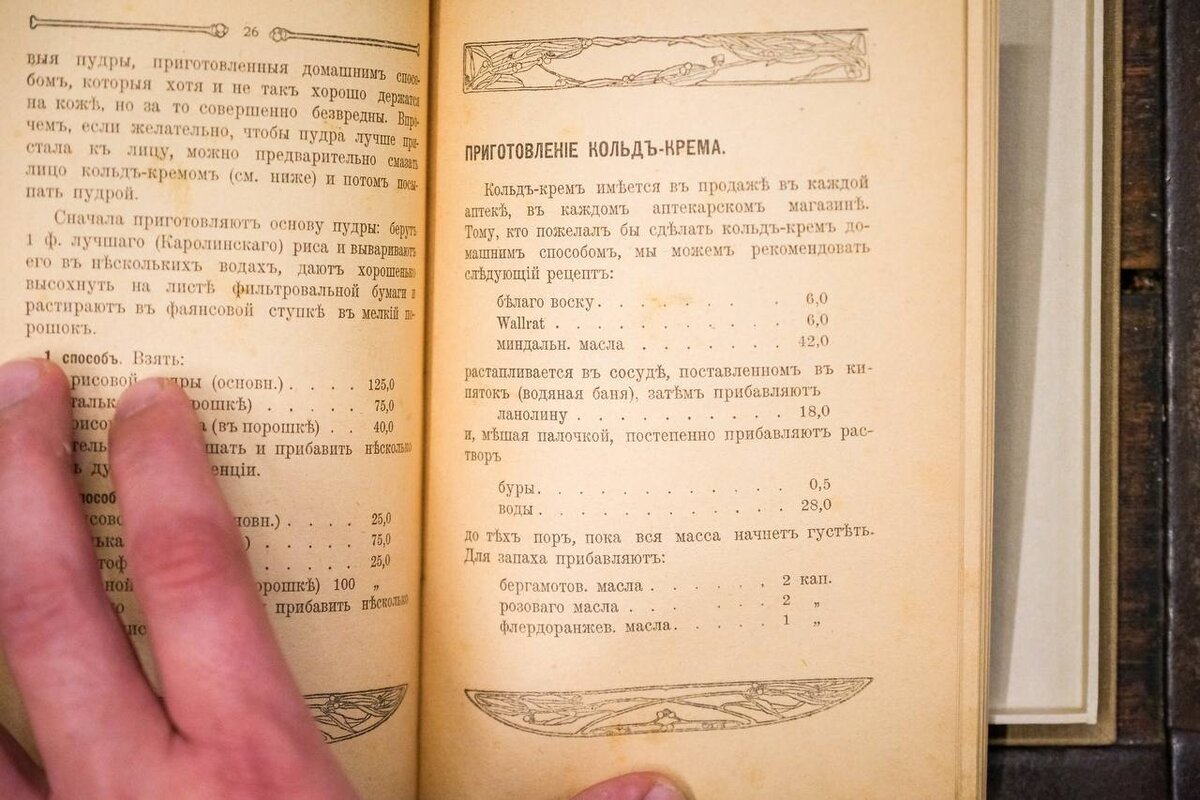 26
выя пудры, приготовленныя домашнимъ спосо-
бомъ, которыя хотя и не такъ хорошо держатся
на кожѣ, но за то совершенно безвредны. Впро-
чемъ, если желательно, чтобы пудра лучше при-
стала къ лицу, можно предварительно смазать
лицо кольдъ-кремомъ (см. ниже) и потомъ посы-
пать пудрой.
Сначала приготовляютъ основу пудры: берутъ
1 ф. лучшаго (Каролинскаго) риса и вывариваютъ
его въ нѣсколькихъ водахъ, даютъ хорошенько
высохнуть на листѣ фильтровальной бумаги и
растираютъ въ фаянсовой ступкѣ въ мелкій по-
рошокъ.
1 способъ. Взять:
рисовой (основн.) . . . . 125,0
. . . . . 75,0
(въ порошкѣ) . . 40,0
и прибавить нѣсколько
25,0
. . . . . 75,0
. . . . . 25,0
100 „
прибавить нѣсколько
ПРИГОТОВЛЕНІЕ КОЛЬДЪ-КРЕМА.
Кольдъ-кремъ имѣется въ продажѣ въ каждой
аптекѣ, въ каждомъ аптекарскомъ магазинѣ.
Тому, кто пожелалъ бы сдѣлать кольдъ-кремъ до-
машнимъ способомъ, мы можемъ рекомендовать
слѣдующій рецептъ:
бѣлаго воску . . . . . . . . 6,0
Wallrat . . . . . . . . . . . 6,0
миндальн. масла . . . . . . . 42,0
растапливается въ сосудѣ, поставленномъ въ ки-
пятокъ (водяная баня), затѣмъ прибавляютъ
ланолину . . . . . . . . . . 18,0
и, мѣшая палочкой, постепенно прибавляютъ рас-
творъ
буры . . . . . . . . . . . . 0,5
воды . . . . . . . . . . . . 28,0
до тѣхъ поръ, пока вся масса начнетъ густѣть.
Для запаха прибавляютъ:
бергамотов. масла . . . . . . 2 кап.
розоваго масла . . . . . . . 2 „
флердоранжев. масла . . . . . 1 „